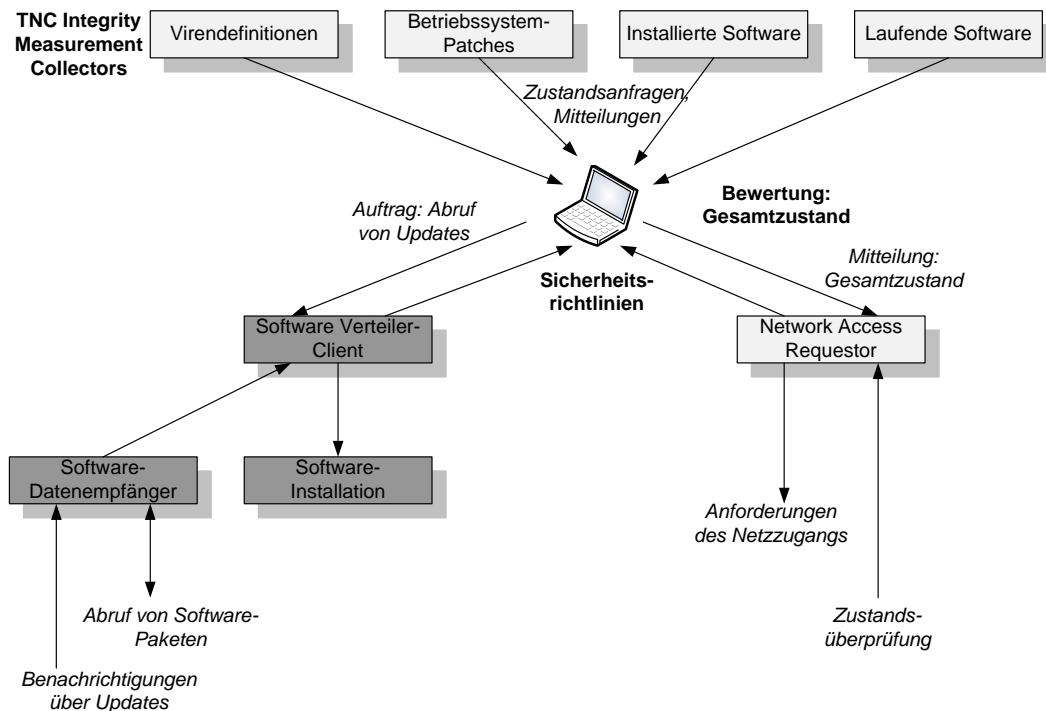 TNC Integrity
Measurement
Collectors
Virendefinitionen
Betriebssystem-
Patches
Installierte Software
Laufende Software
Zustandsanfragen,
Mitteilungen
Auftrag: Abruf
von Updates
Bewertung:
Gesamtzustand
Sicherheits-
richtlinien
Mitteilung:
Gesamtzustand
Software Verteiler-
Client
Network Access
Requestor
Software-
Datenempfänger
Software-
Installation
Anforderungen
des Netzzugangs
Abruf von Software-
Paketen
Zustands-
überprüfung
Benachrichtigungen
über Updates